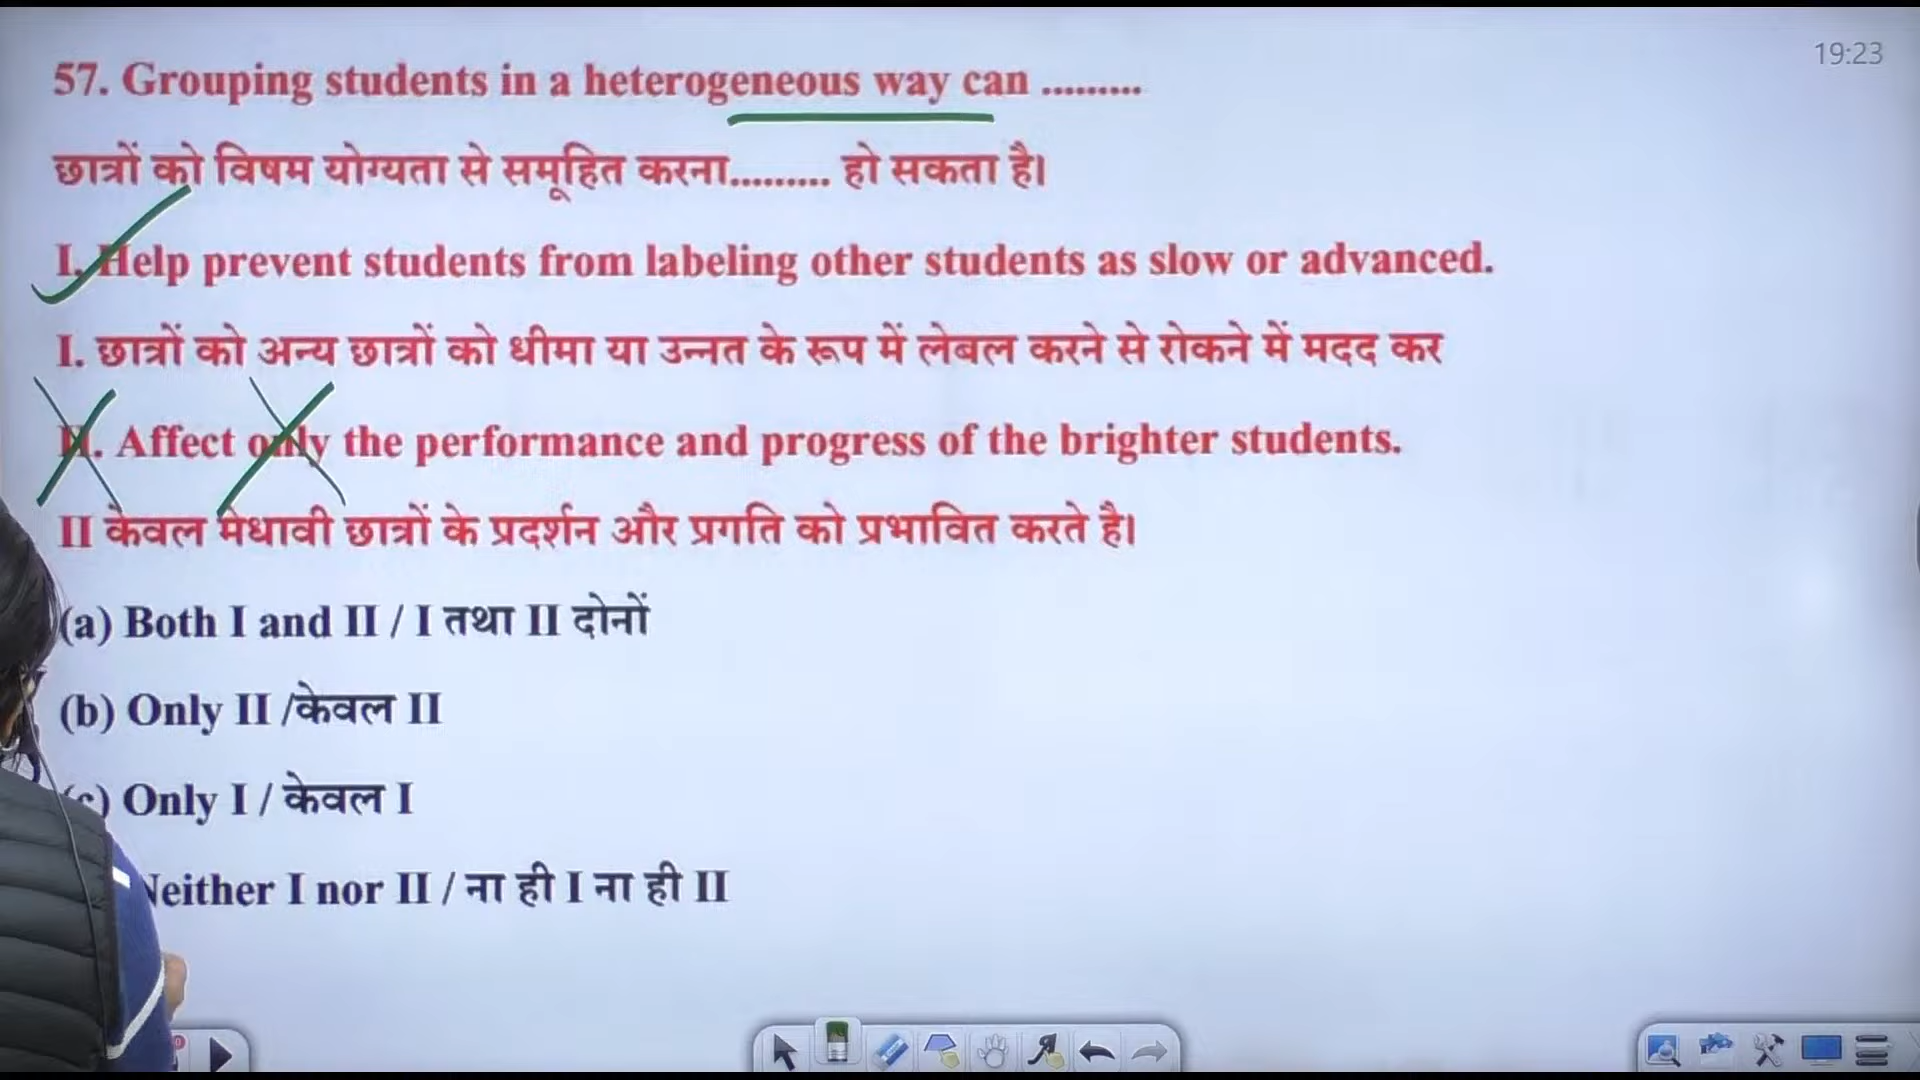 19:23
57. Grouping students in a heterogeneous way can .........
छात्रों को विषम योग्यता से समूहित करना......... हो सकता है।
I. Help prevent students from labeling other students as slow or advanced.
I. छात्रों को अन्य छात्रों को धीमा या उन्नत के रूप में लेबल करने से रोकने में मदद कर
II. Affect only the performance and progress of the brighter students.
II केवल मेधावी छात्रों के प्रदर्शन और प्रगति को प्रभावित करते है।
(a) Both I and II / I तथा II दोनों
(b) Only II /केवल II
(c) Only I / केवल I
Neither I nor II / ना ही I ना ही II